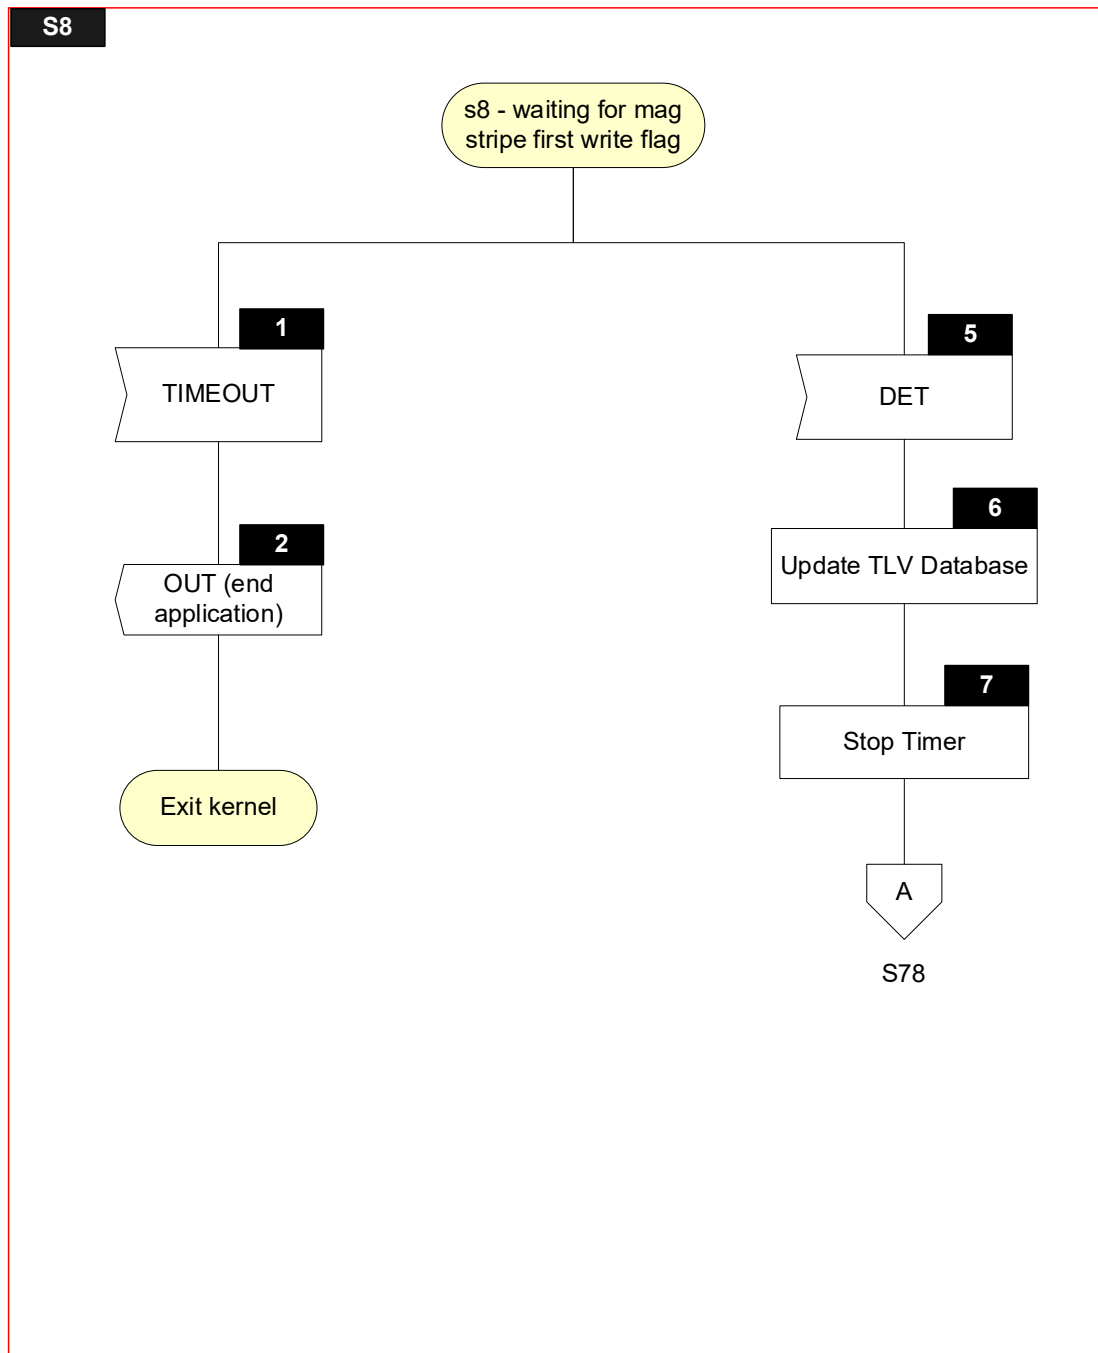 S8
s8 - waiting for mag
stripe first write flag
1
TIMEOUT
2
OUT (end
application)
Exit kernel
5
DET
6
Update TLV Database
7
Stop Timer
A
S78